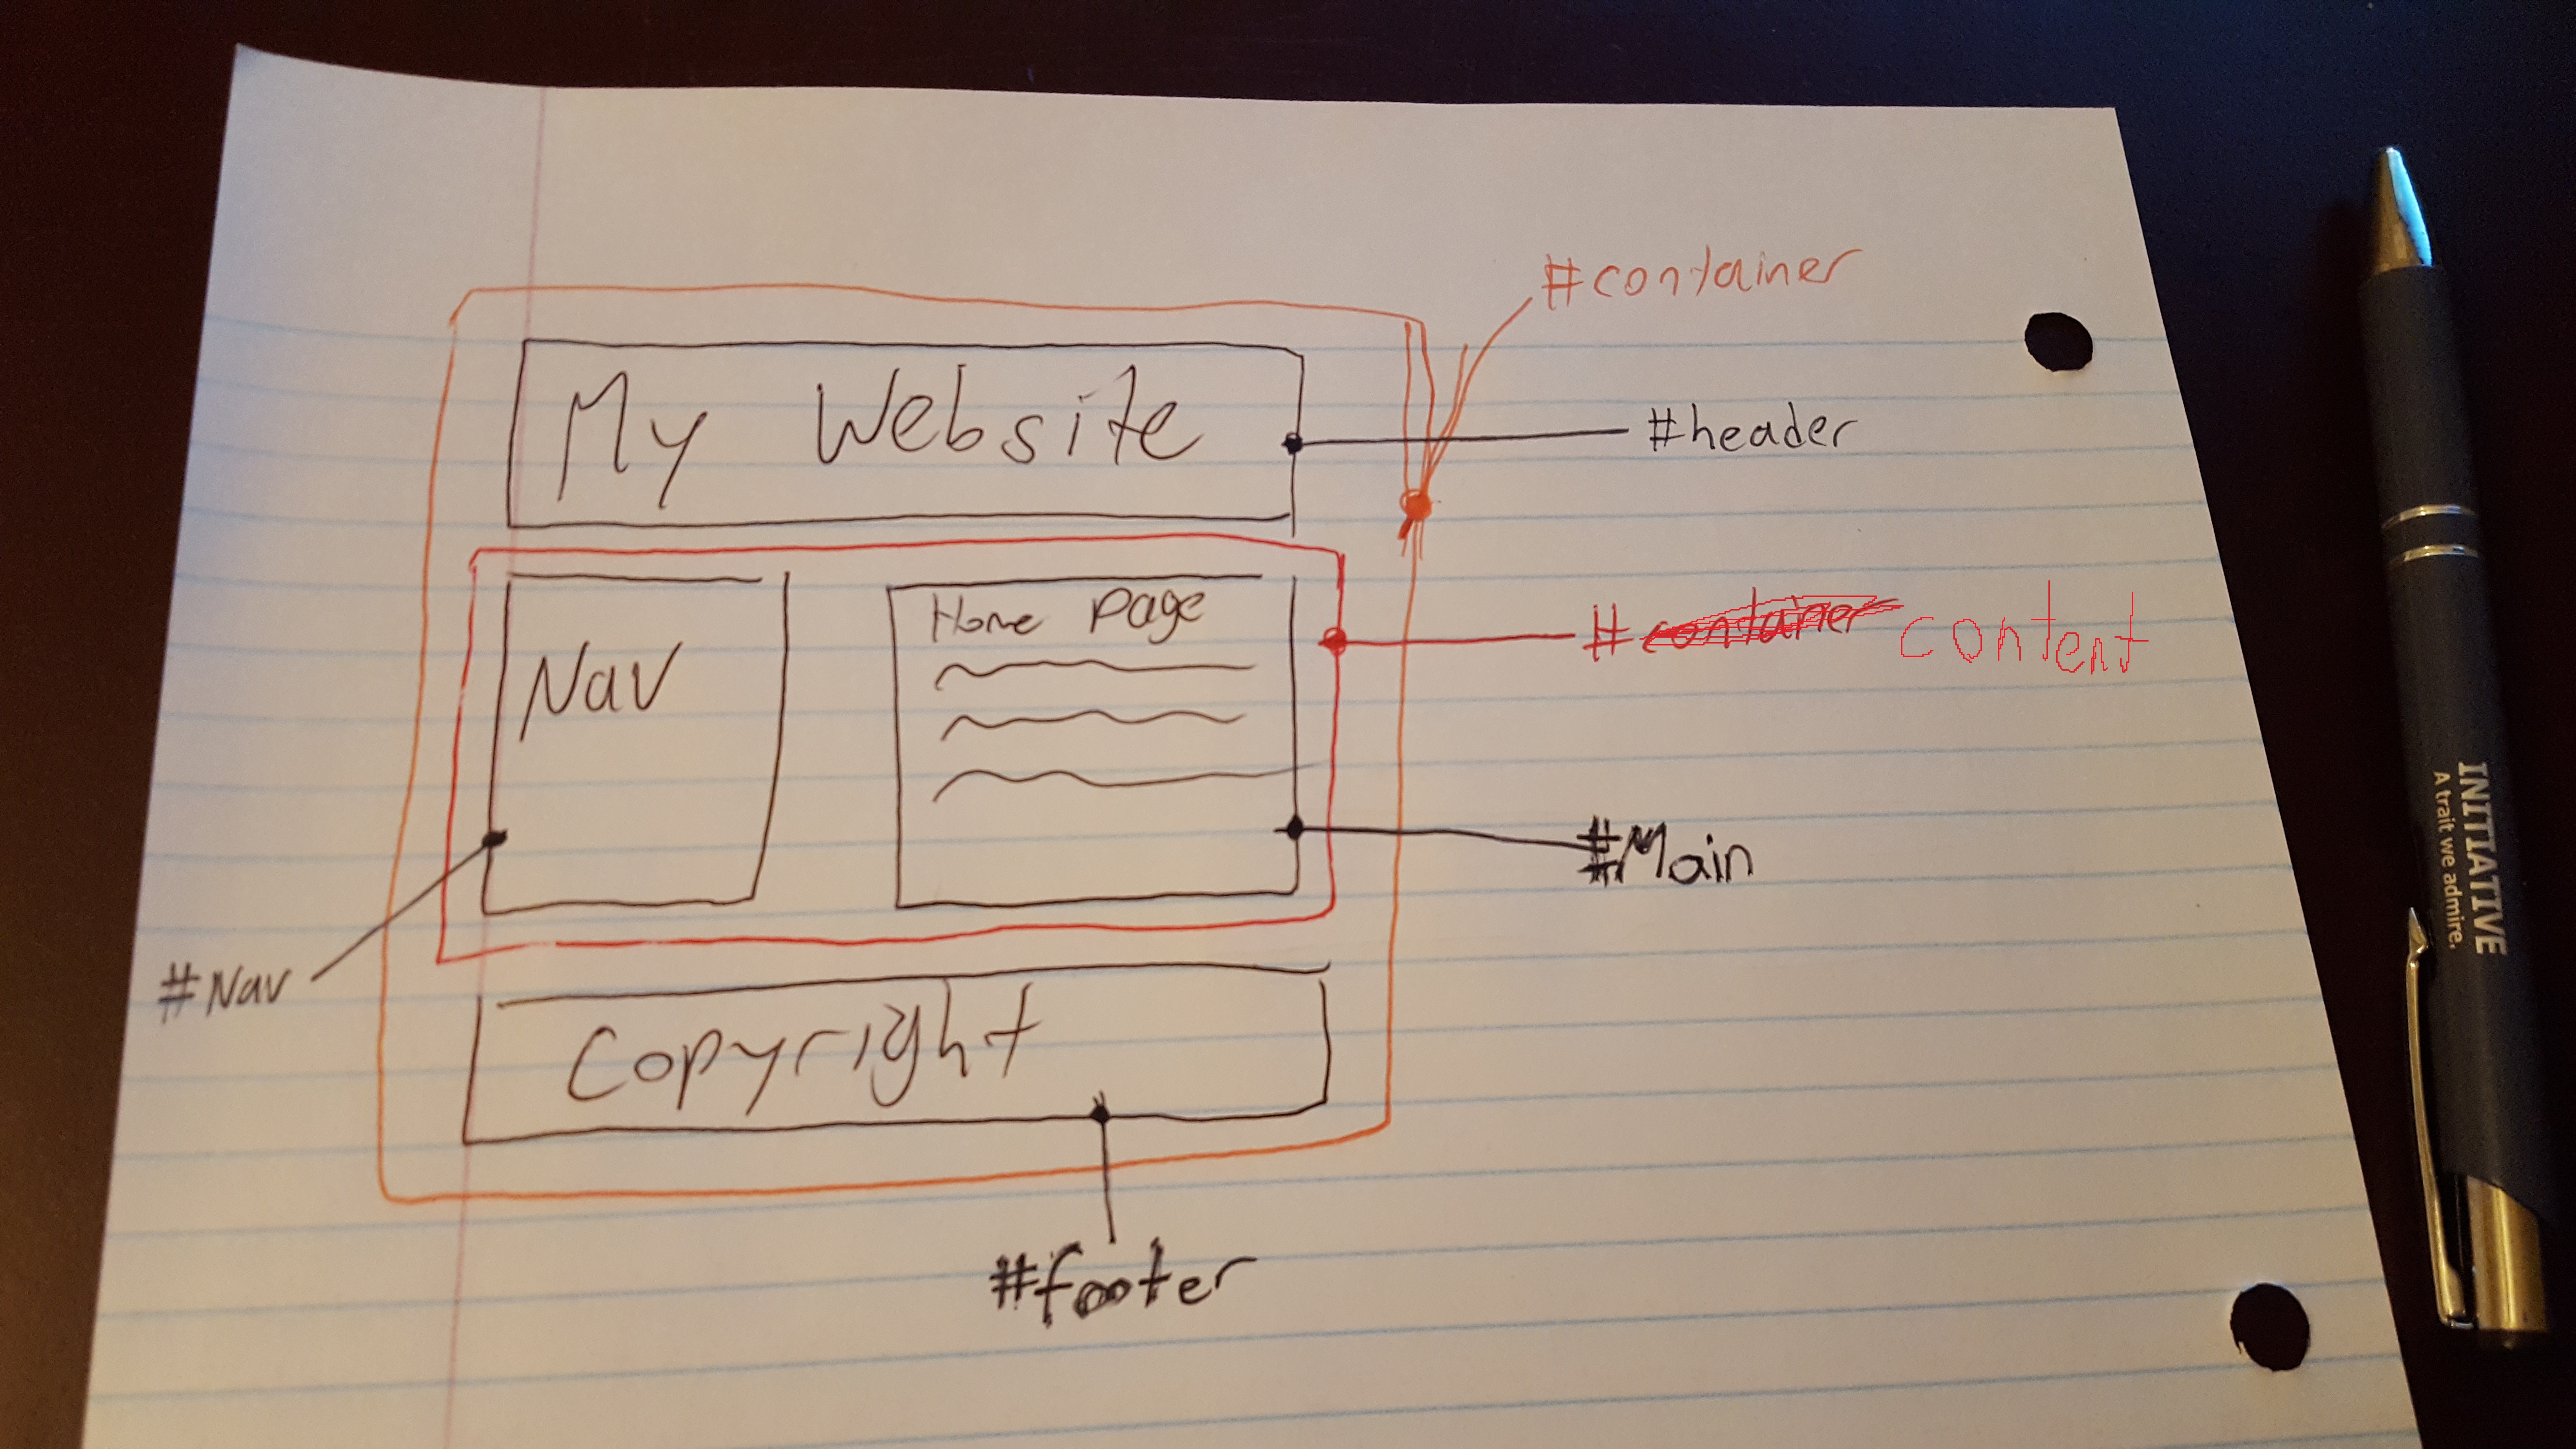 #container
My Website
#header
#container content
Home Page
Nav
#Main
#Nav
Copyright
#footer
INITIATIVE
A trait we admire.